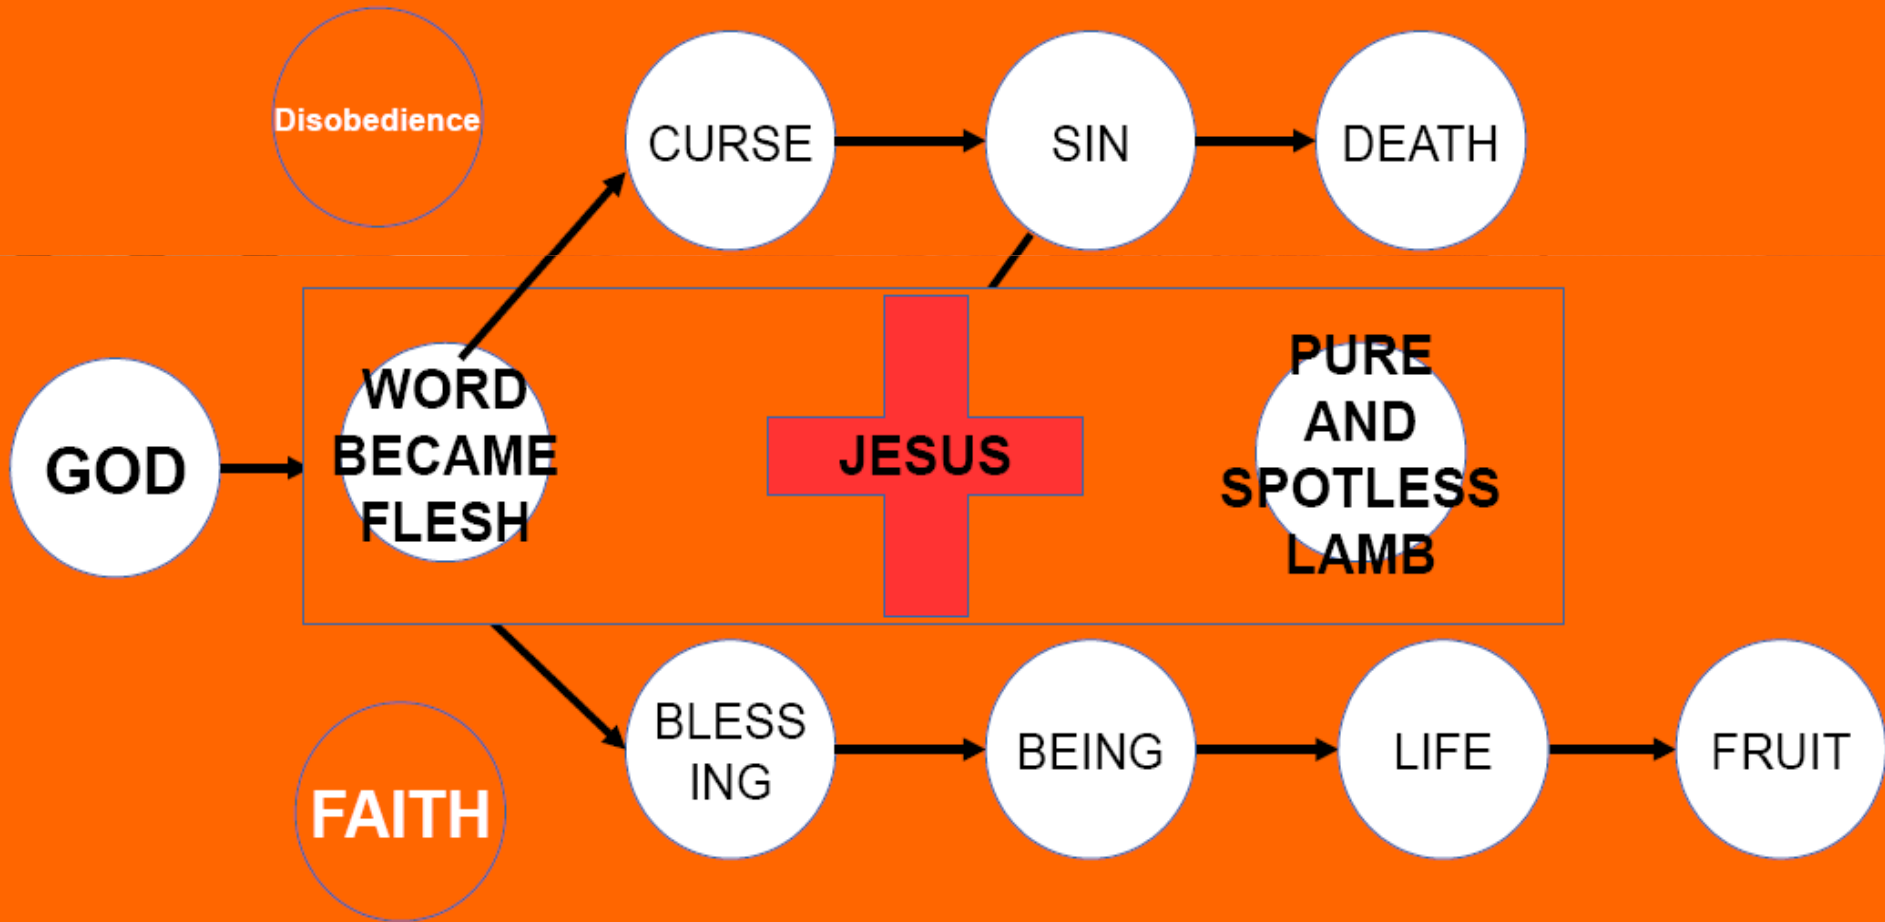 Disobedience
CURSE
SIN
DEATH
GOD
WORD
BECAME
FLESH
JESUS
PURE
AND
SPOTLESS
LAMB
BLESS
ING
BEING
LIFE
FRUIT
FAITH